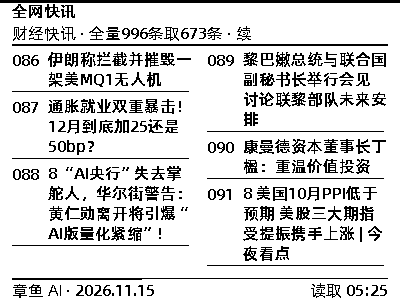 全网快讯
财经快讯 · 全量996条取673条 · 续
086 伊朗称拦截并摧毁一
架美MQ1无人机
087 通胀就业双重暴击！
12月到底加25还是
50bp？
088 8“AI央行”失去掌
舵人，华尔街警告：
黄仁勋离开将引爆“
AI版量化紧缩”！
089 黎巴嫩总统与联合国
副秘书长举行会见
讨论联黎部队未来安
排
090 康曼德资本董事长丁
楹：重温价值投资
091 8 美国10月PPI低于
预期 美股三大期指
受提振携手上涨 | 今
夜看点
章鱼 AI · 2026.11.15
读取 05:25